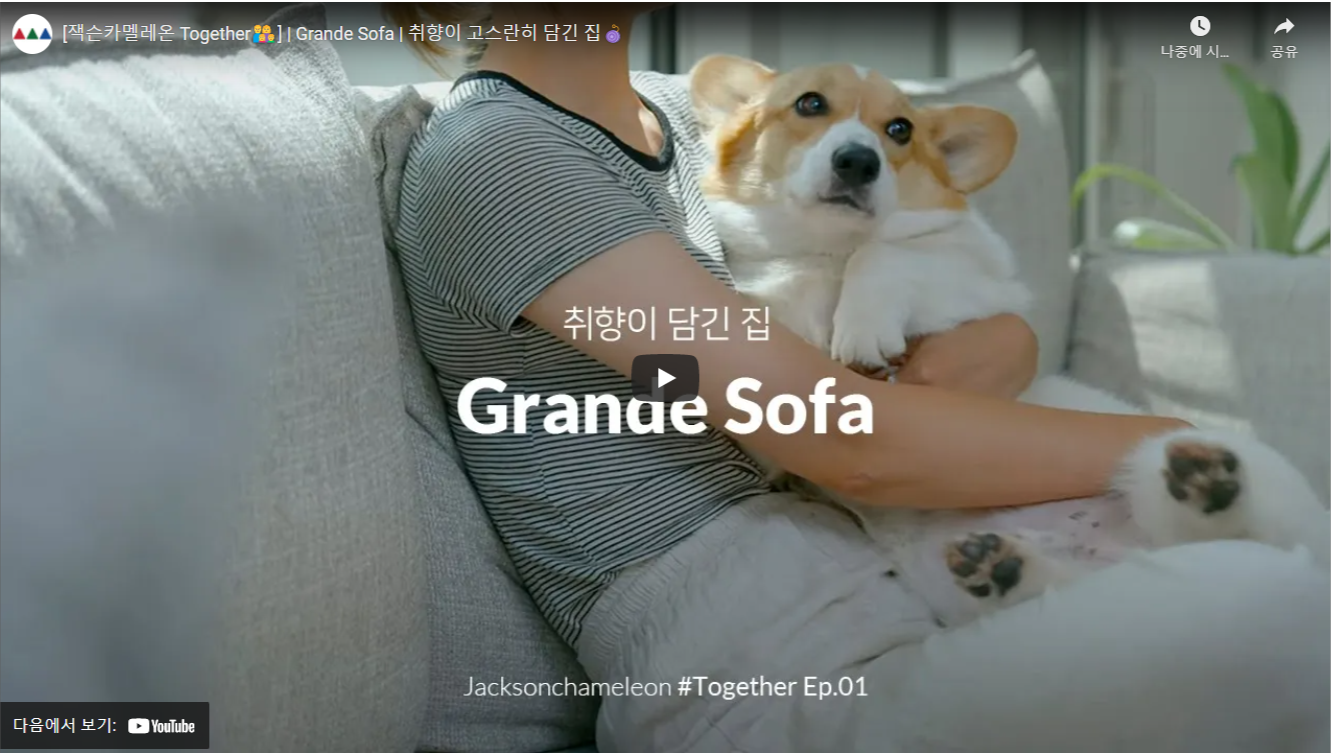 [잭슨카멜레온 Together👨‍👩‍👧] | Grande Sofa | 취향이 고스란히 담긴 집
나중에 시...
공유
취향이 담긴 집
Grande Sofa
Jacksonchameleon #Together Ep.01
다음에서 보기: YouTube